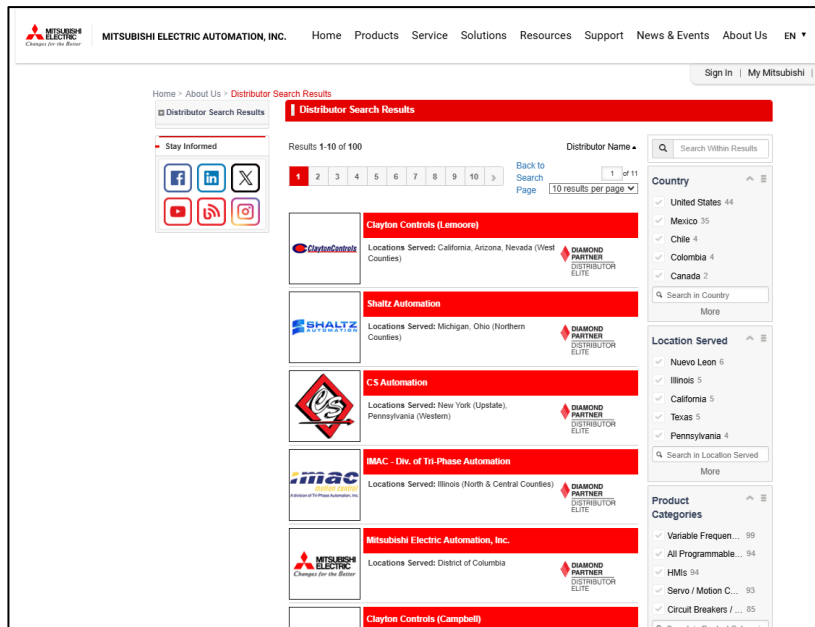 MITSUBISHI ELECTRIC
Changes for the Better
MITSUBISHI ELECTRIC AUTOMATION, INC.
Home Products Service Solutions Resources Support News & Events About Us EN
Sign In | My Mitsubishi |
Home > About Us > Distributor Search Results
Distributor Search Results
Stay Informed
Distributor Search Results
Results 1-10 of 100
Distributor Name
1 2 3 4 5 6 7 8 9 10 >
Back to Search Page
1 of 11
10 results per page
Clayton Controls (Lemoore)
ClaytonControls
Locations Served: California, Arizona, Nevada (West
Counties)
DIAMOND
PARTNER
DISTRIBUTOR
ELITE
Shaltz Automation
SHALTZ
AUTOMATION
Locations Served: Michigan, Ohio (Northern
Counties)
DIAMOND
PARTNER
DISTRIBUTOR
ELITE
CS Automation
CS
Locations Served: New York (Upstate),
Pennsylvania (Western)
DIAMOND
PARTNER
DISTRIBUTOR
ELITE
IMAC - Div. of Tri-Phase Automation
imac
motion control
A division of Tri-Phase Automation, Inc.
Locations Served: Illinois (North & Central Counties)
DIAMOND
PARTNER
DISTRIBUTOR
ELITE
Mitsubishi Electric Automation, Inc.
MITSUBISHI
ELECTRIC
Changes for the Better
Locations Served: District of Columbia
DIAMOND
PARTNER
DISTRIBUTOR
ELITE
Clayton Controls (Campbell)
Search Within Results
Country
United States 44
Mexico 35
Chile 4
Colombia 4
Canada 2
Search in Country
More
Location Served
Nuevo Leon 6
Illinois 5
California 5
Texas 5
Pennsylvania 4
Search in Location Served
More
Product
Categories
Variable Frequen... 99
All Programmable... 94
HMIs 94
Servo / Motion C... 93
Circuit Breakers / ... 85